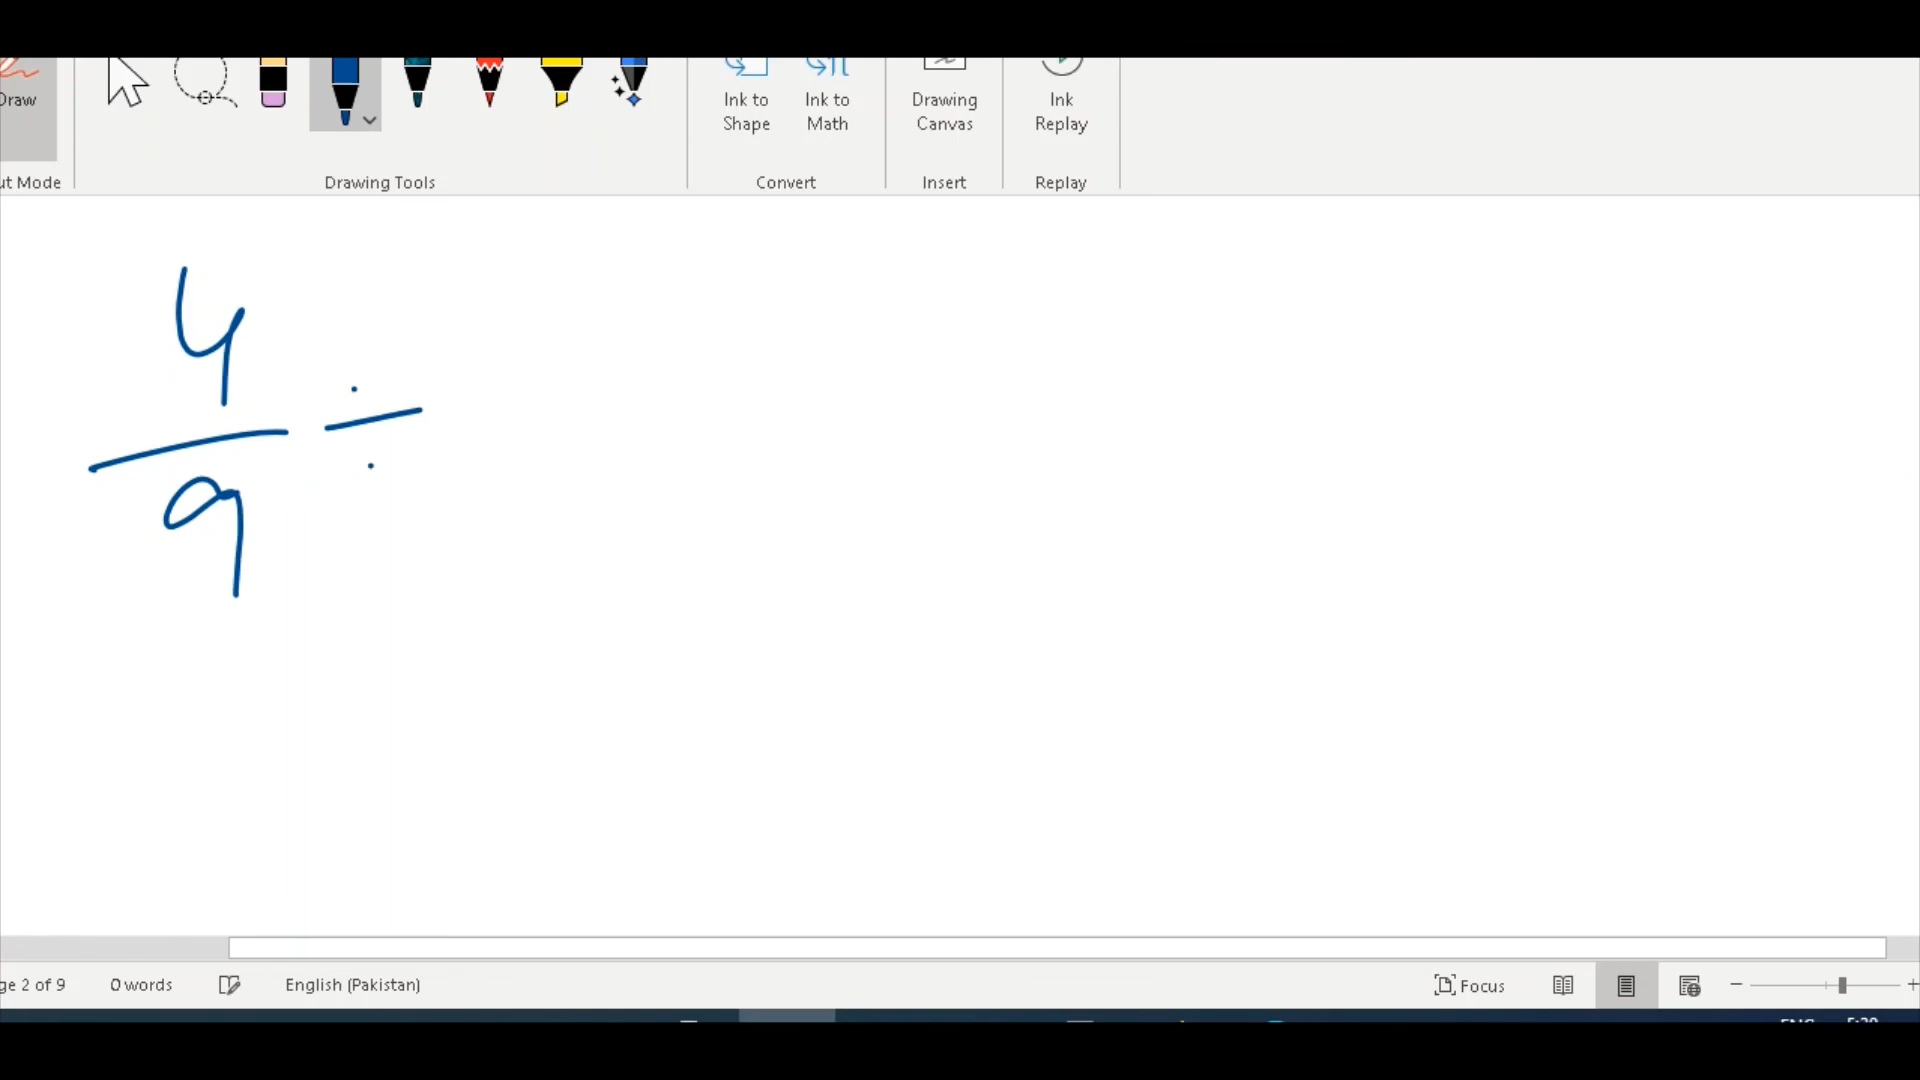 Draw
Ink to Shape
Ink to Math
Drawing Canvas
Ink Replay
ut Mode
Drawing Tools
Convert
Insert
Replay
4
÷
9
ge 2 of 9
0 words
English (Pakistan)
Focus